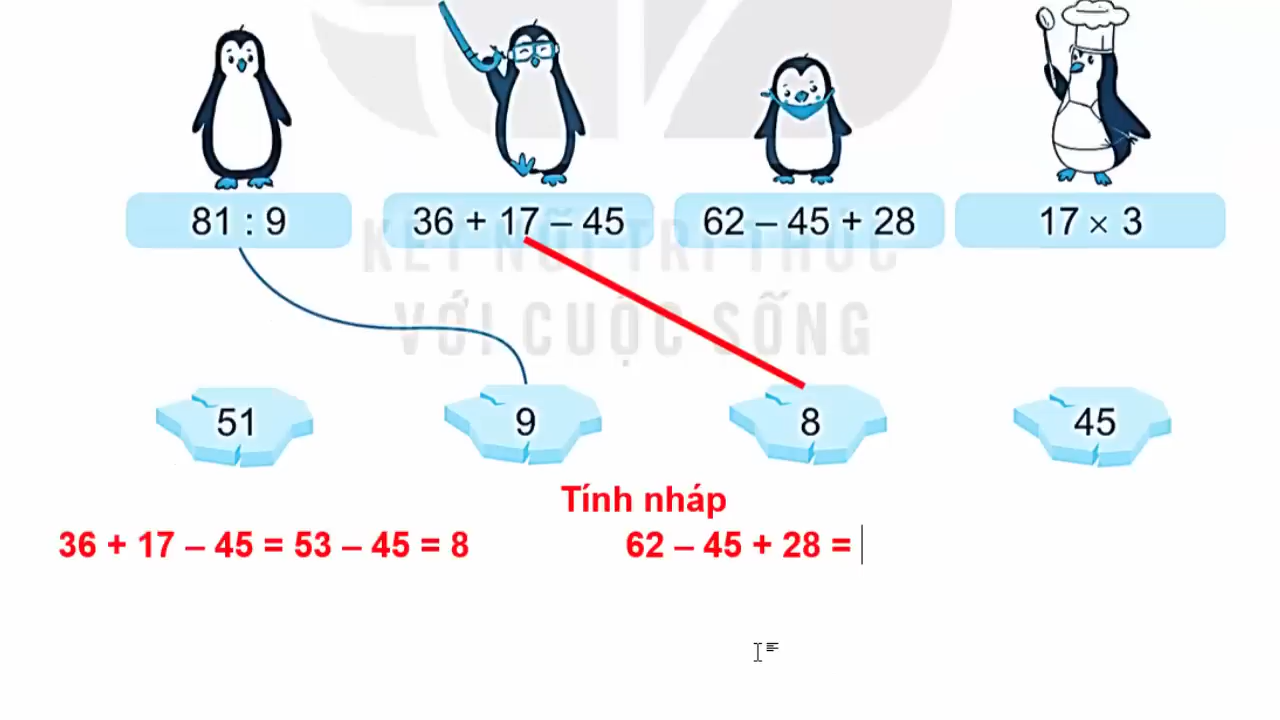 81 : 9
36 + 17 – 45
62 – 45 + 28
17 × 3
KẾT NỐI TRI THỨC
VỚI CUỘC SỐNG
51
9
8
45
Tính nháp
36 + 17 – 45 = 53 – 45 = 8
62 – 45 + 28 =